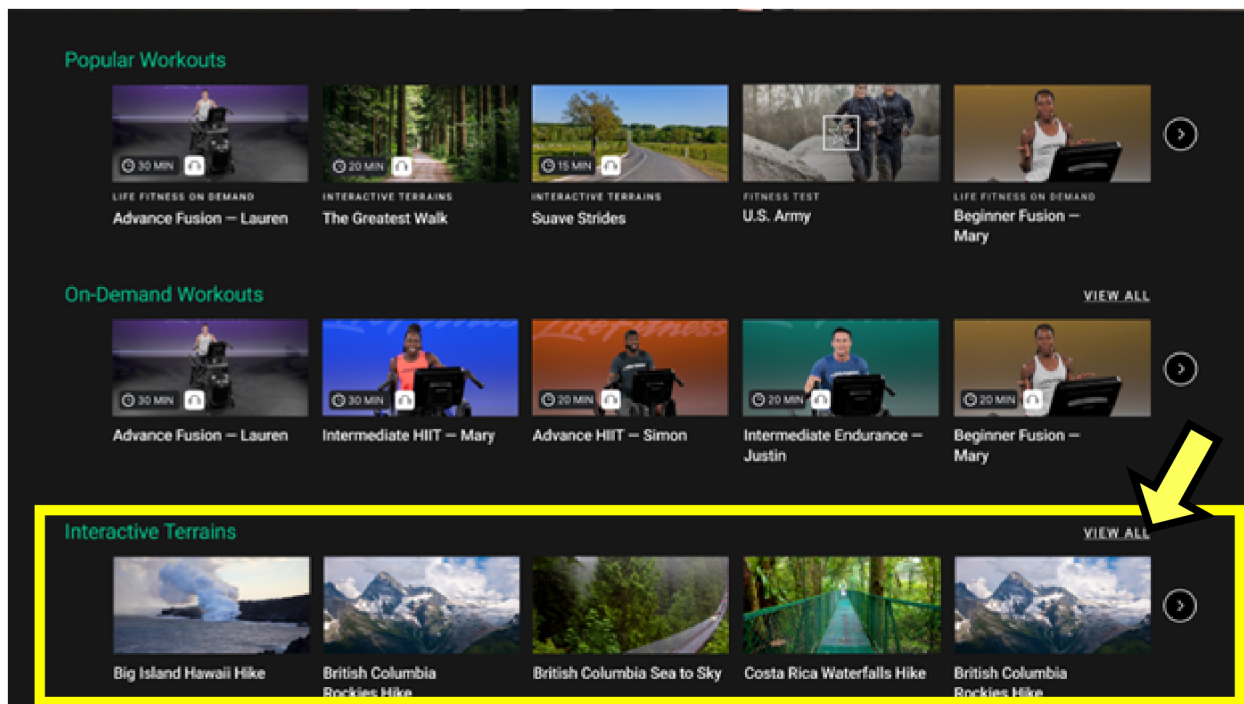 Popular Workouts
30 MIN
20 MIN
15 MIN
LIFE FITNESS ON DEMAND
INTERACTIVE TERRAINS
INTERACTIVE TERRAINS
FITNESS TEST
LIFE FITNESS ON DEMAND
Advance Fusion — Lauren
The Greatest Walk
Suave Strides
U.S. Army
Beginner Fusion —
Mary
On-Demand Workouts
VIEW ALL
LifeFitness
30 MIN
30 MIN
20 MIN
20 MIN
20 MIN
Advance Fusion — Lauren
Intermediate HIIT — Mary
Advance HIIT — Simon
Intermediate Endurance —
Justin
Beginner Fusion —
Mary
Interactive Terrains
VIEW ALL
Big Island Hawaii Hike
British Columbia
Rockies Hike
British Columbia Sea to Sky
Costa Rica Waterfalls Hike
British Columbia
Rockies Hike